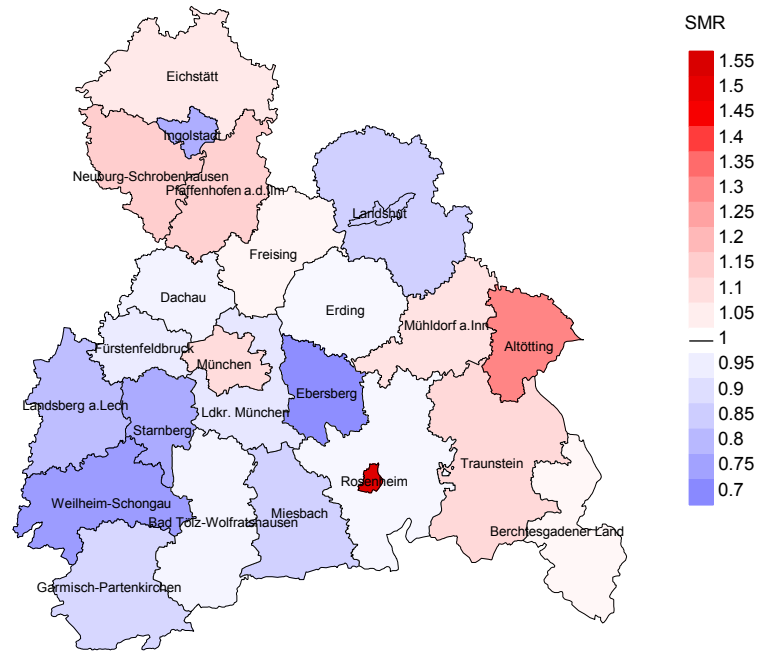 SMR
1.55
1.5
1.45
1.4
1.35
1.3
1.25
1.2
1.15
1.1
1.05
1
0.95
0.9
0.85
0.8
0.75
0.7
Eichstätt
Ingolstadt
Neuburg-Schrobenhausen
Pfaffenhofen a.d.Ilm
Landshut
Freising
Dachau
Erding
Mühldorf a.Inn
Altötting
Fürstenfeldbruck
München
Ebersberg
Landsberg a.Lech
Ldkr. München
Starnberg
Traunstein
Rosenheim
Weilheim-Schongau
Miesbach
Bad Tölz-Wolfratshausen
Berchtesgadener Land
Garmisch-Partenkirchen